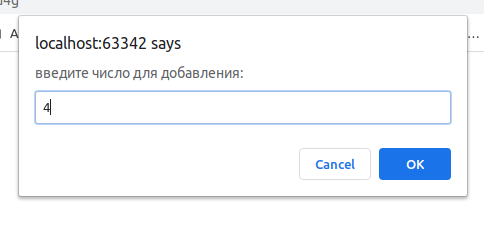 localhost:63342 says
введите число для добавления:
4
Cancel
OK